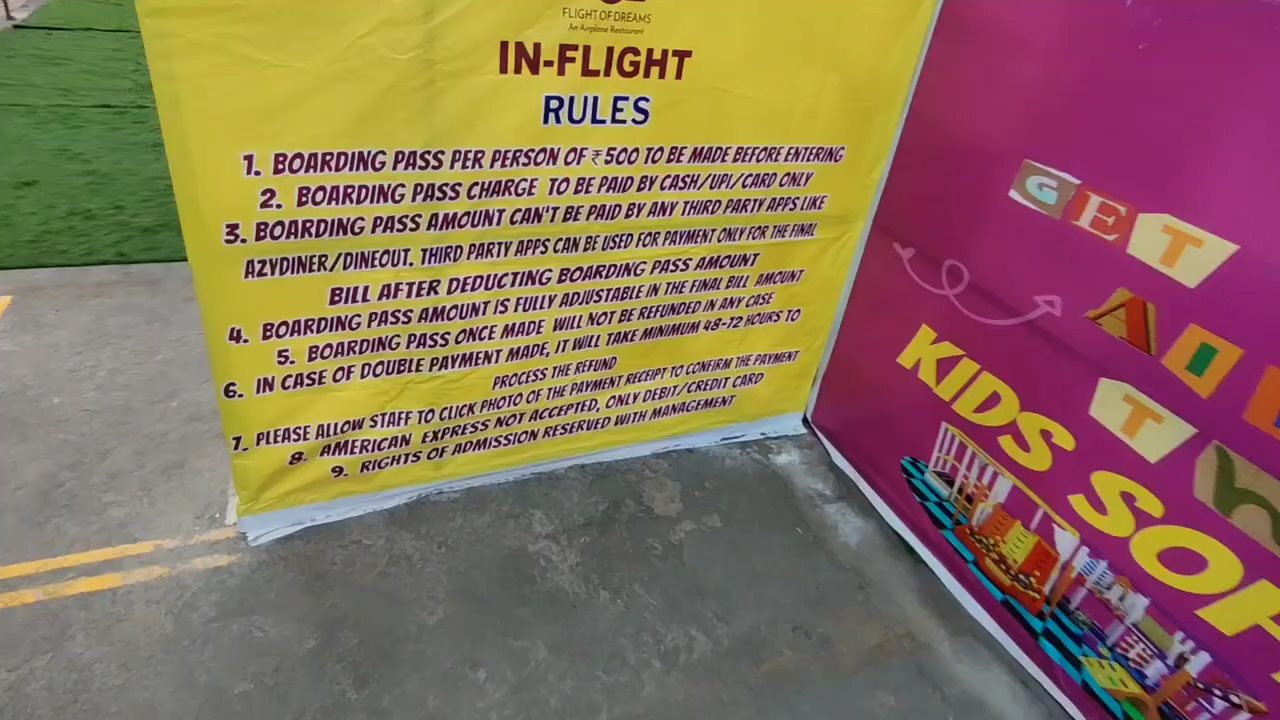 FLIGHT OF DREAMS
An Airplane Restaurant
IN-FLIGHT
RULES
1. BOARDING PASS PER PERSON OF ₹500 TO BE MADE BEFORE ENTERING
2. BOARDING PASS CHARGE TO BE PAID BY CASH/UPI/CARD ONLY
3. BOARDING PASS AMOUNT CAN'T BE PAID BY ANY THIRD PARTY APPS LIKE
AZYDINER/DINEOUT. THIRD PARTY APPS CAN BE USED FOR PAYMENT ONLY FOR THE FINAL
BILL AFTER DEDUCTING BOARDING PASS AMOUNT
4. BOARDING PASS AMOUNT IS FULLY ADJUSTABLE IN THE FINAL BILL AMOUNT
5. BOARDING PASS ONCE MADE WILL NOT BE REFUNDED IN ANY CASE
6. IN CASE OF DOUBLE PAYMENT MADE, IT WILL TAKE MINIMUM 48-72 HOURS TO
PROCESS THE REFUND
7. PLEASE ALLOW STAFF TO CLICK PHOTO OF THE PAYMENT RECEIPT TO CONFIRM THE PAYMENT
8. AMERICAN EXPRESS NOT ACCEPTED, ONLY DEBIT/CREDIT CARD
9. RIGHTS OF ADMISSION RESERVED WITH MANAGEMENT
GET
KIDS